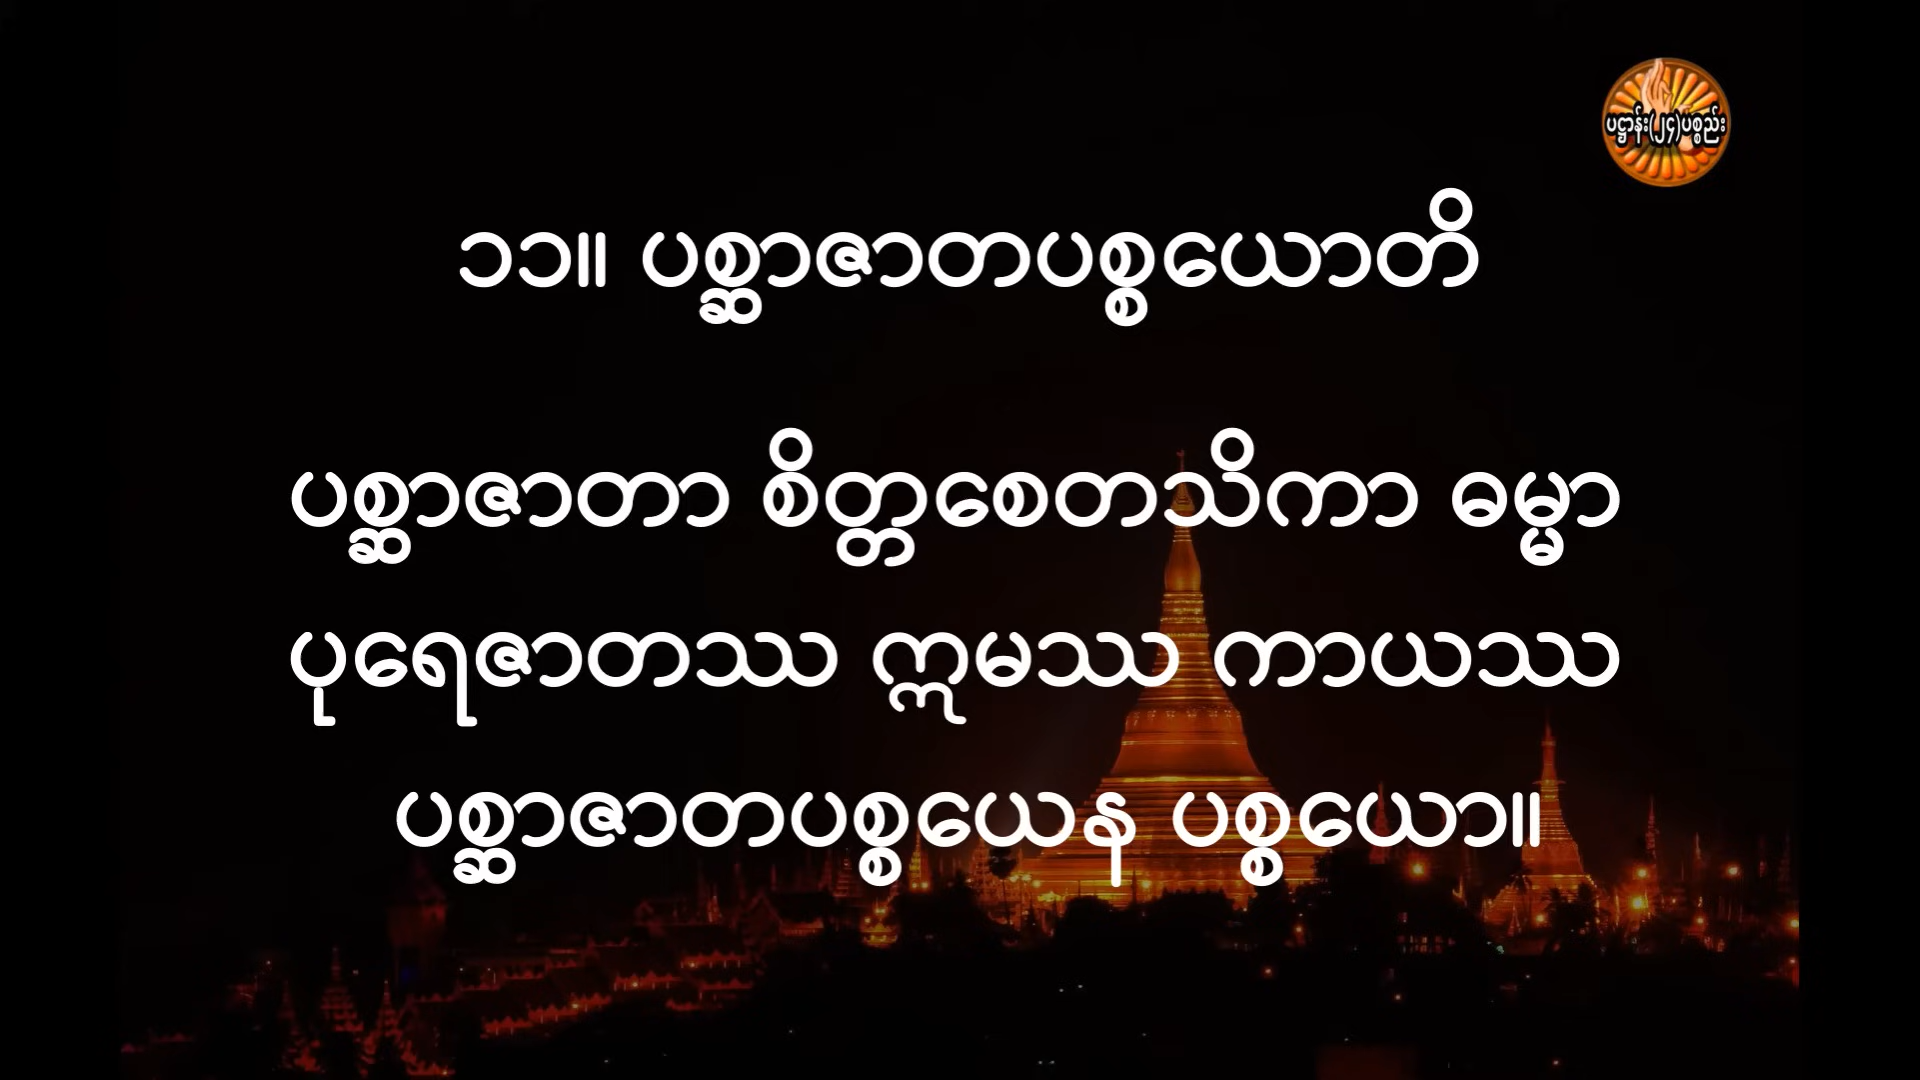 ပဋ္ဌာန်း(၂၄)ပစ္စည်း
၁၁။ ပစ္ဆာဇာတပစ္စယောတိ
ပစ္ဆာဇာတာ စိတ္တစေတသိကာ ဓမ္မာ
ပုရေဇာတဿ ဣမဿ ကာယဿ
ပစ္ဆာဇာတပစ္စယေန ပစ္စယော။